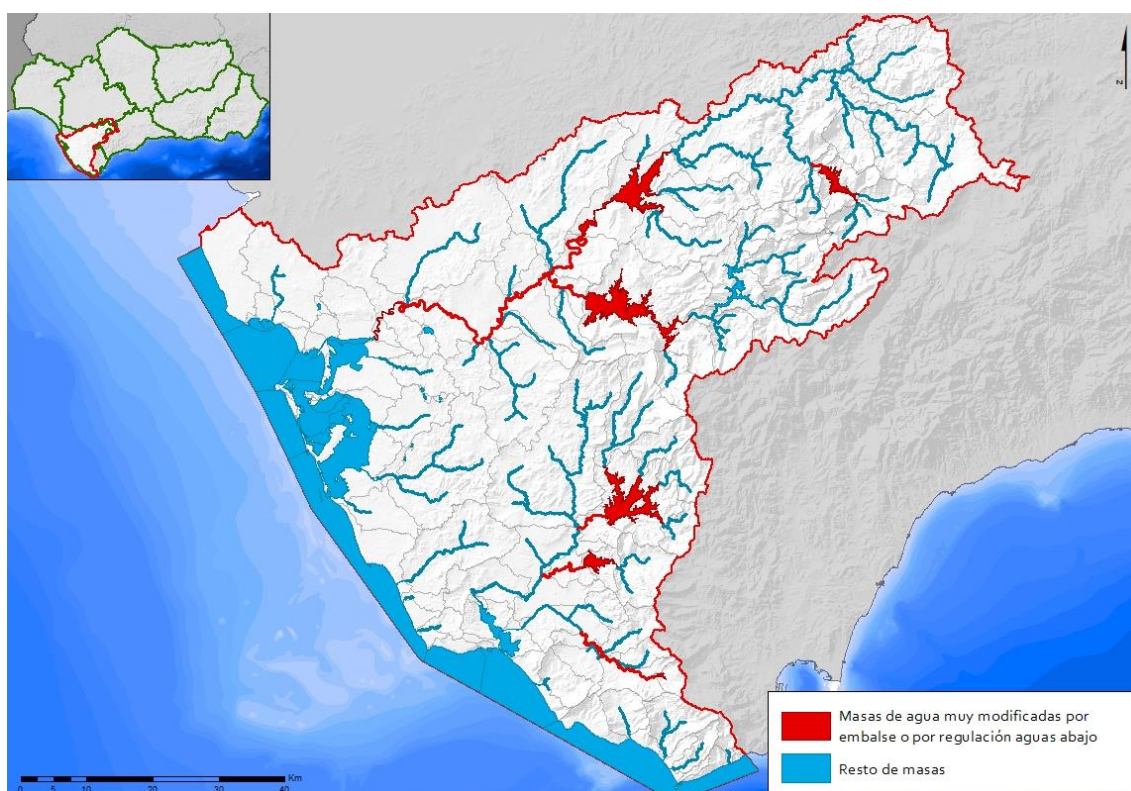 Z
Masas de agua muy modificadas por
embalse o por regulación aguas abajo
Resto de masas
Km
0 5 10 20 30 40